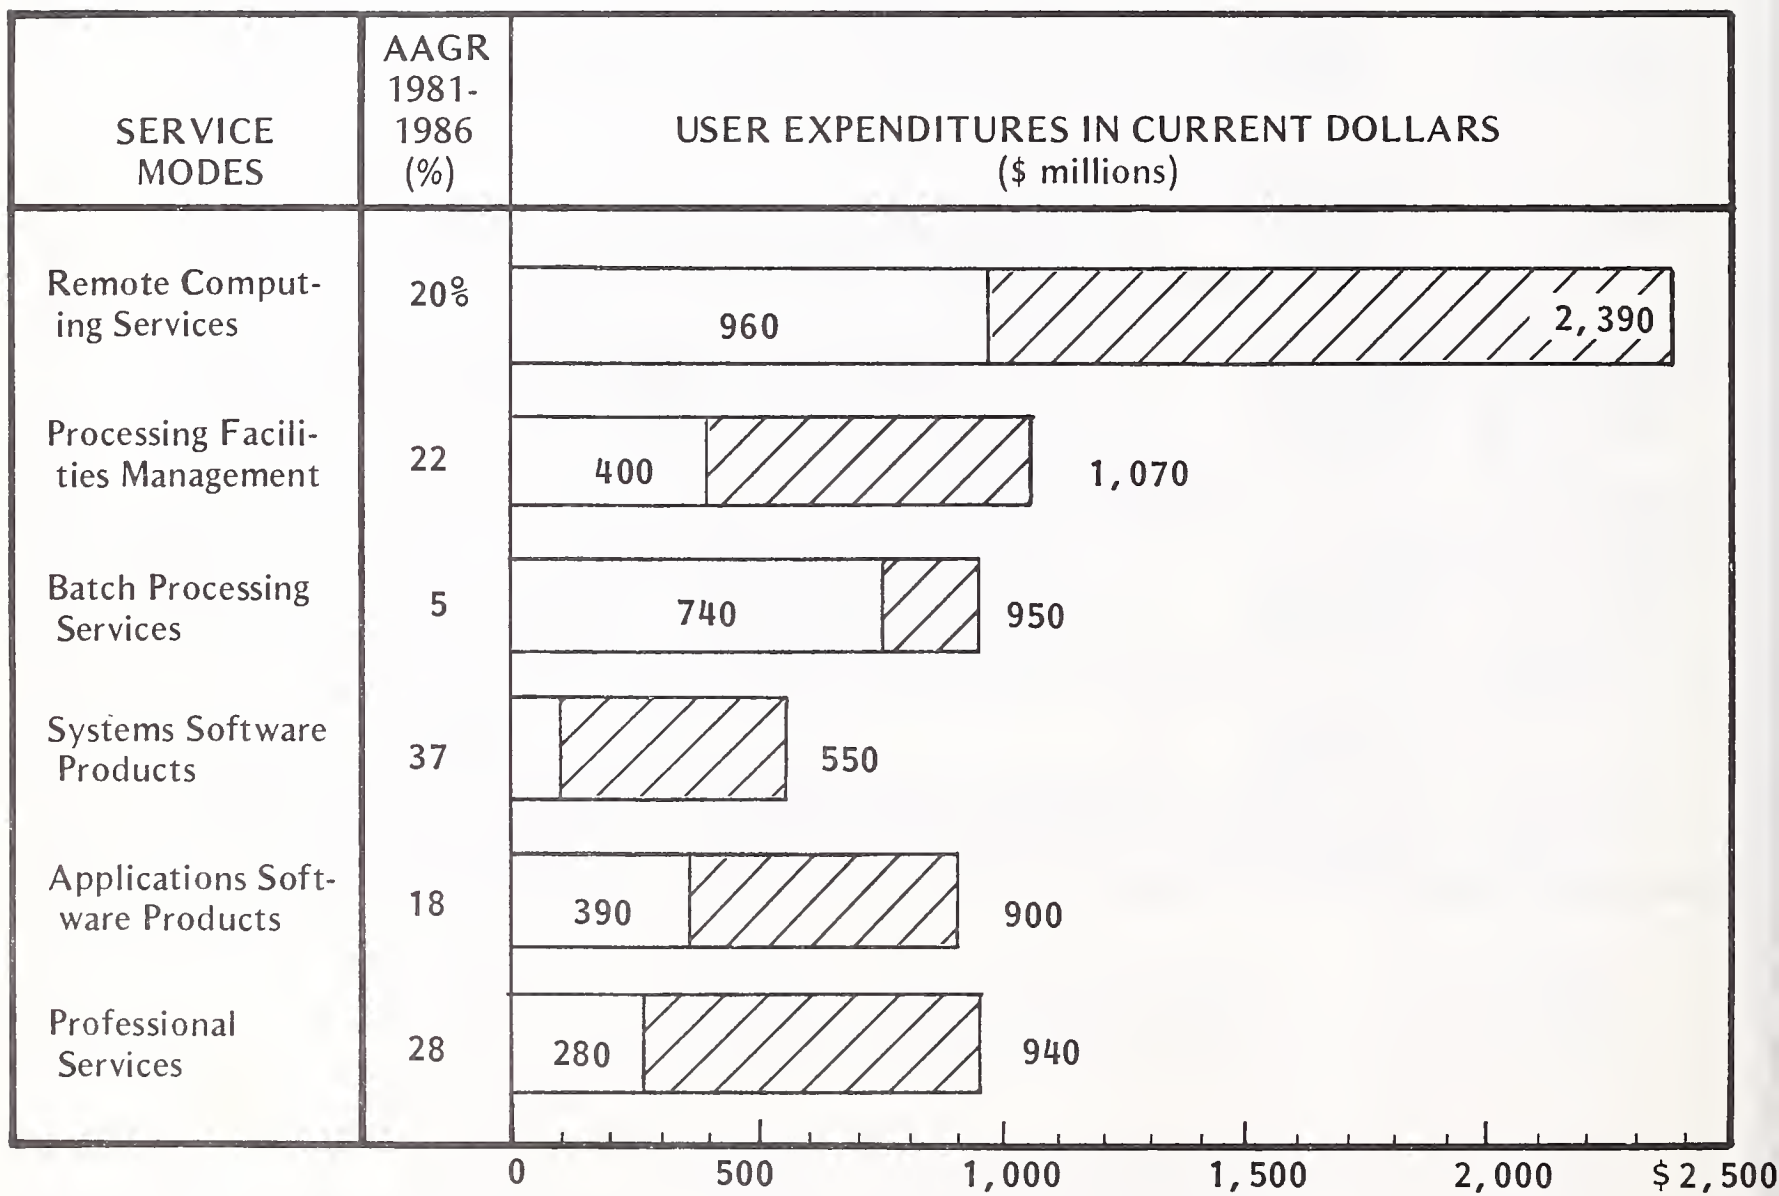 SERVICE
MODES
AAGR
1981-
1986
(%)
USER EXPENDITURES IN CURRENT DOLLARS
($ millions)
Remote Comput-
ing Services
20%
960
2,390
Processing Facili-
ties Management
22
400
1,070
Batch Processing
Services
5
740
950
Systems Software
Products
37
550
Applications Soft-
ware Products
18
390
900
Professional
Services
28
280
940
0 500 1,000 1,500 2,000 $2,500